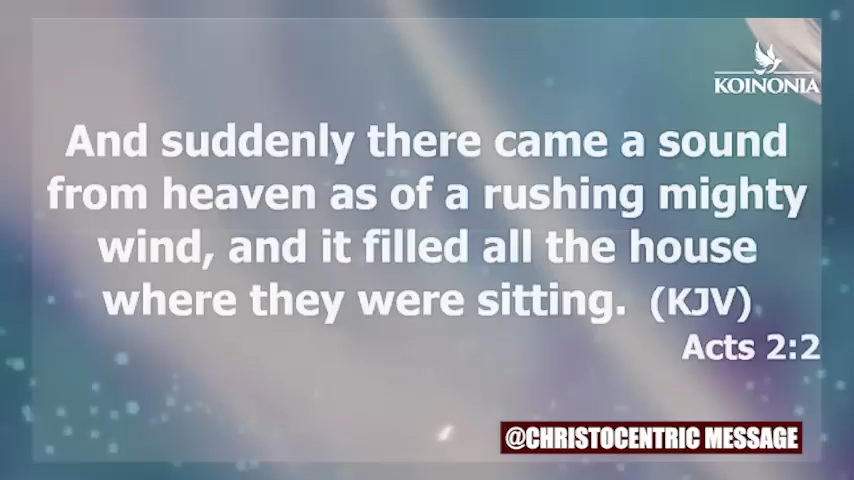 KOINONIA
And suddenly there came a sound
from heaven as of a rushing mighty
wind, and it filled all the house
where they were sitting. (KJV)
Acts 2:2
@CHRISTOCENTRIC MESSAGE